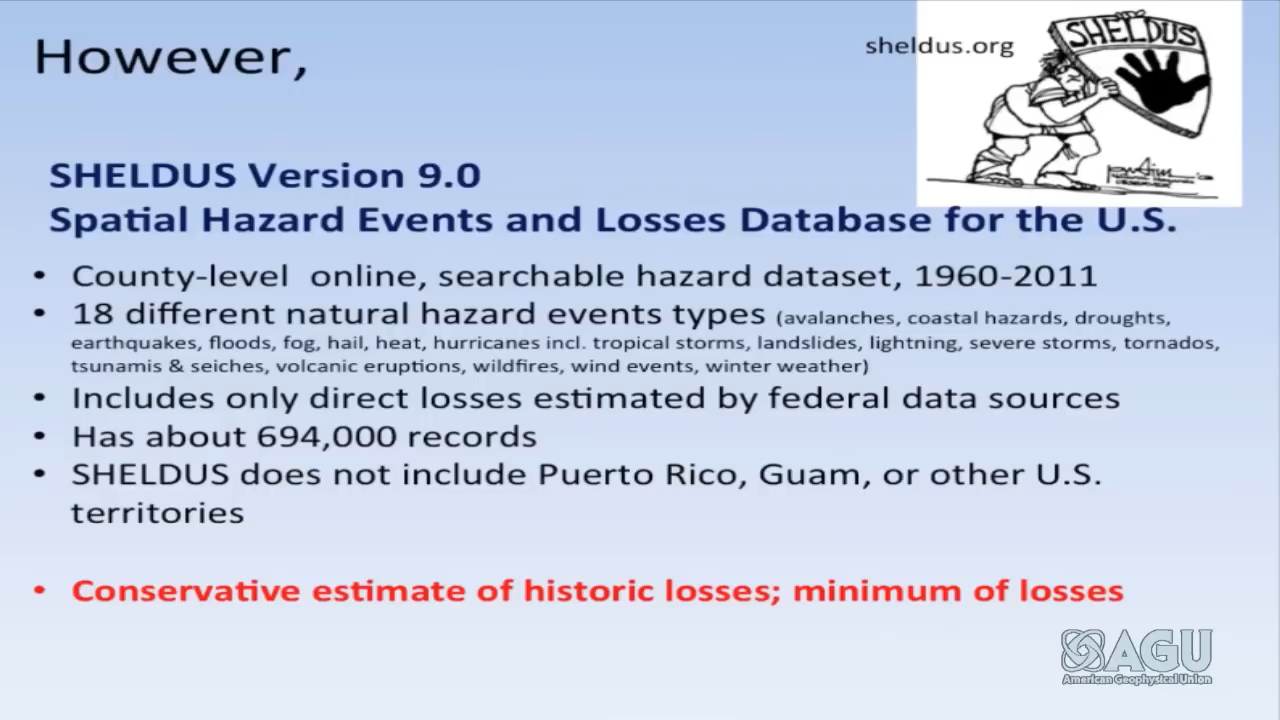 However,
sheldus.org
SHELDUS
SHELDUS Version 9.0
Spatial Hazard Events and Losses Database for the U.S.
• County-level online, searchable hazard dataset, 1960-2011
• 18 different natural hazard events types (avalanches, coastal hazards, droughts,
earthquakes, floods, fog, hail, heat, hurricanes incl. tropical storms, landslides, lightning, severe storms, tornados,
tsunamis & seiches, volcanic eruptions, wildfires, wind events, winter weather)
• Includes only direct losses estimated by federal data sources
• Has about 694,000 records
• SHELDUS does not include Puerto Rico, Guam, or other U.S.
territories
• Conservative estimate of historic losses; minimum of losses
AGU
American Geophysical Union